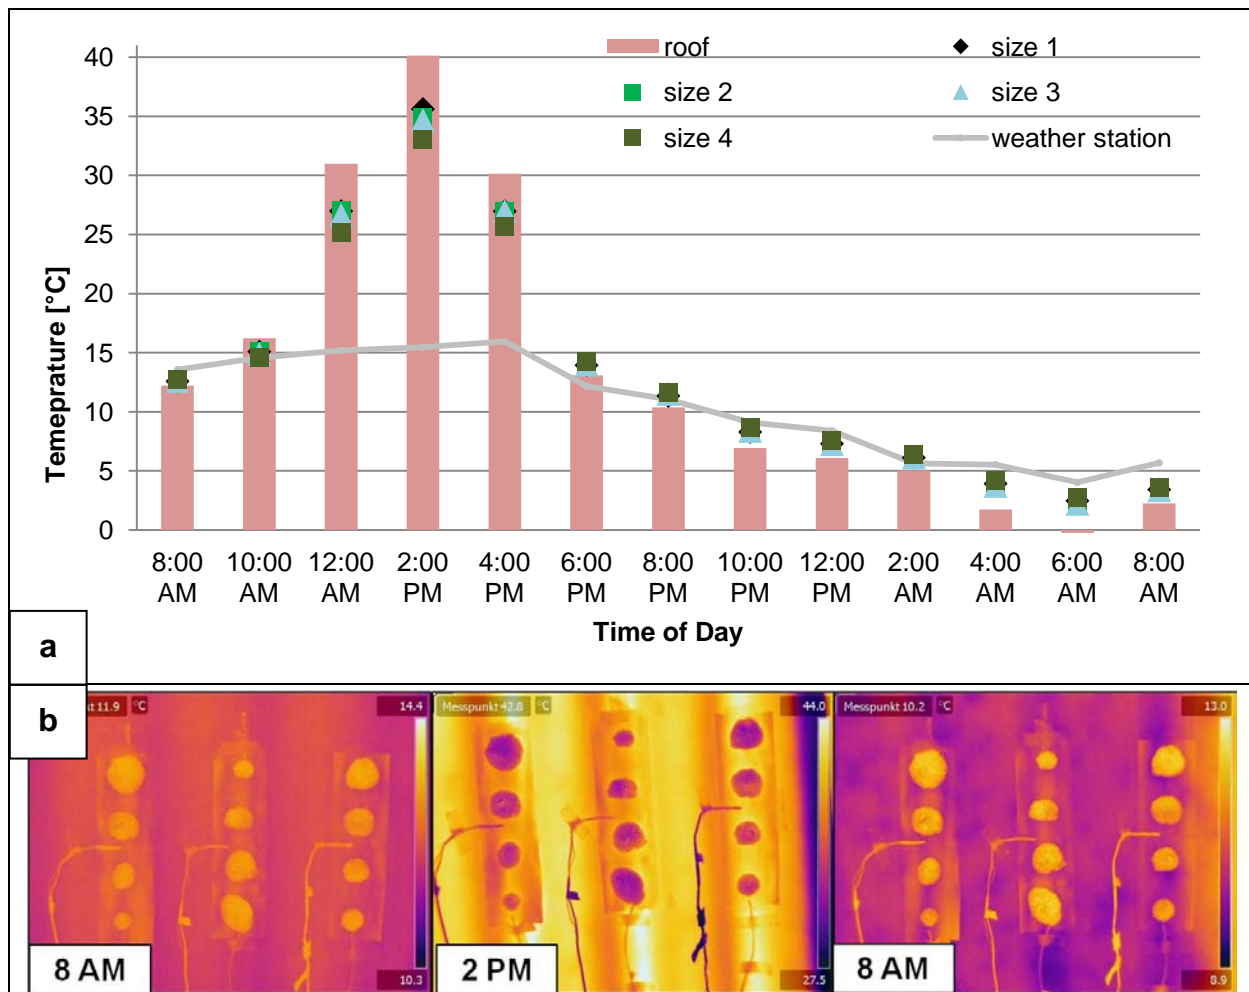 40
35
30
25
20
15
10
5
0
Temeprature [°C]
roof
size 1
size 2
size 3
size 4
weather station
8:00 AM
10:00 AM
12:00 AM
2:00 PM
4:00 PM
6:00 PM
8:00 PM
10:00 PM
12:00 PM
2:00 AM
4:00 AM
6:00 AM
8:00 AM
Time of Day
a
b
kt 11.9 °C
14.4
10.3
8 AM
Messpunkt 42.8 °C
44.0
27.5
2 PM
Messpunkt 10.2 °C
13.0
8.9
8 AM